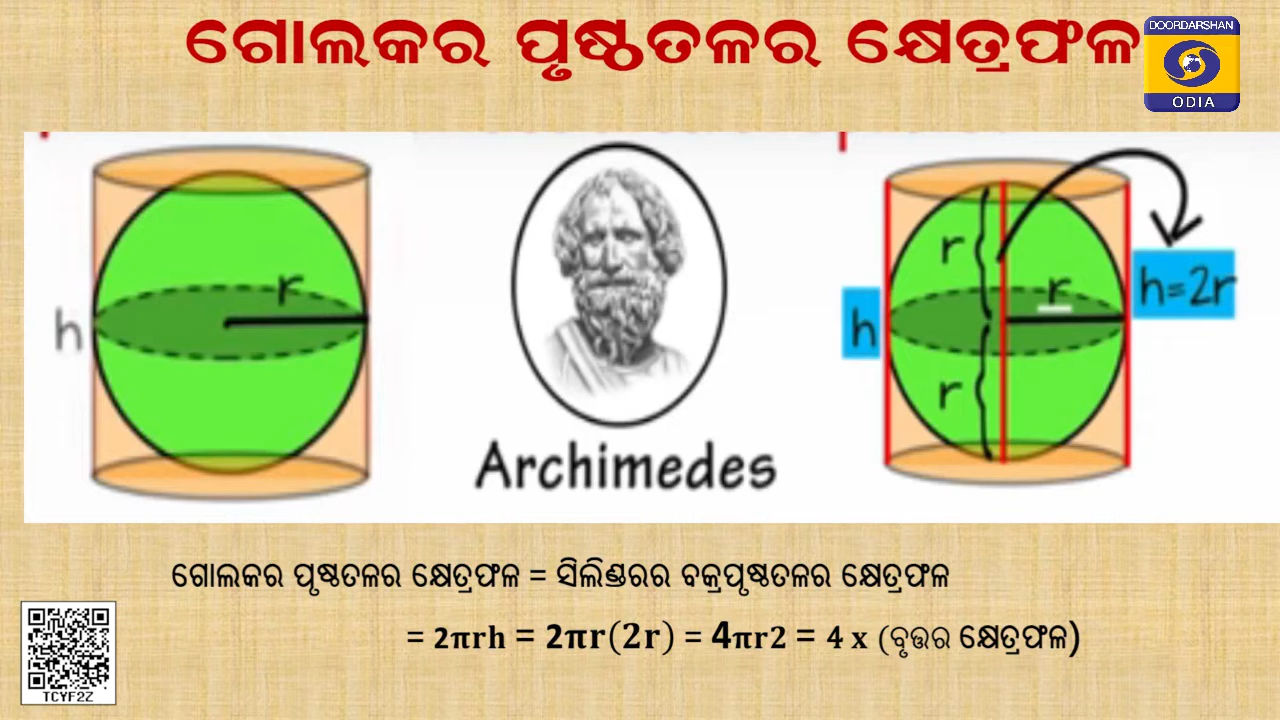 ଗୋଲକର ପୃଷ୍ଠତଳର କ୍ଷେତ୍ରଫଳ
DOORDARSHAN
ODIA
r
h
Archimedes
r
r
r
h
h=2r
ଗୋଲକର ପୃଷ୍ଠତଳର କ୍ଷେତ୍ରଫଳ = ସିଲିଣ୍ଡରର ବକ୍ରପୃଷ୍ଠତଳର କ୍ଷେତ୍ରଫଳ
= 2πrh = 2πr(2r) = 4πr2 = 4 x (ବୃତ୍ତର କ୍ଷେତ୍ରଫଳ)
TCYF2Z